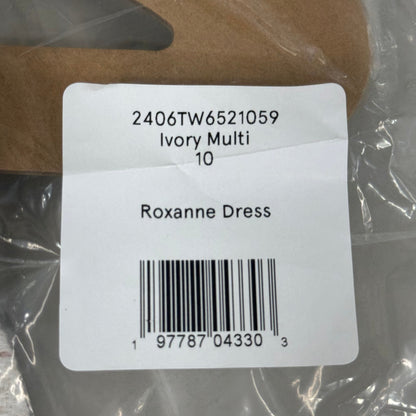 2406TW6521059
Ivory Multi
10
Roxanne Dress
1 97787 04330 3